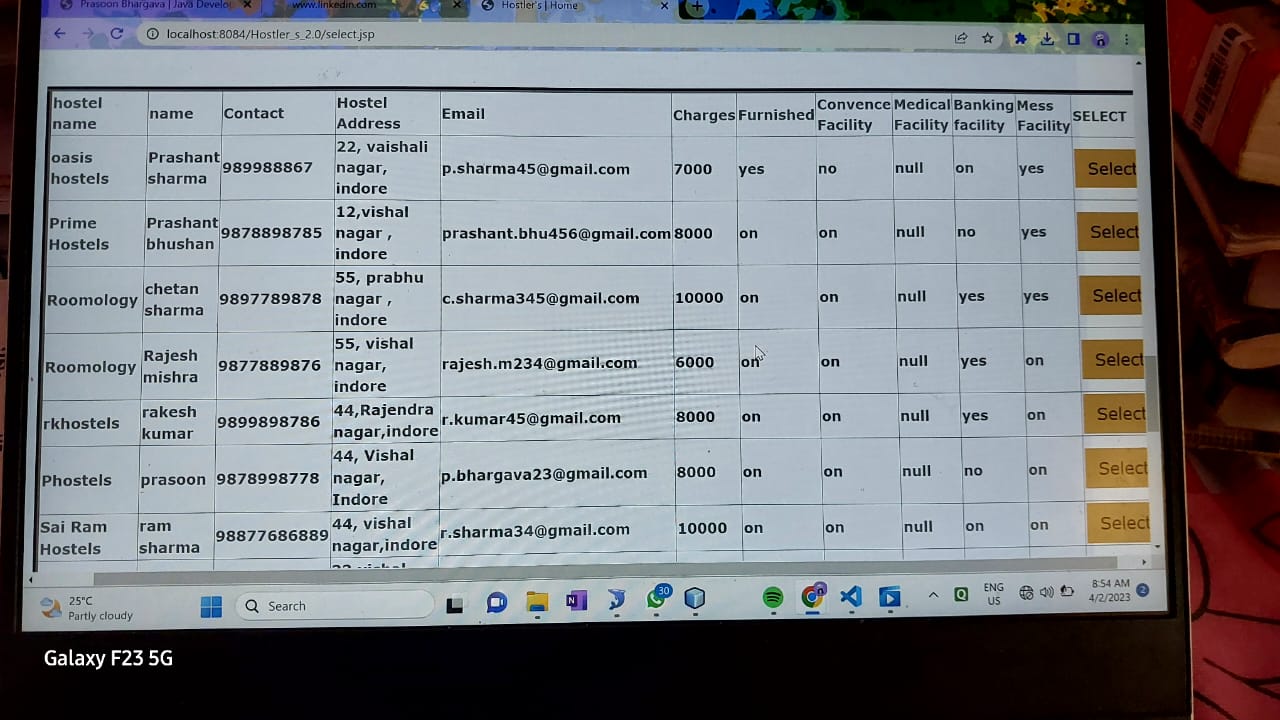 Prasoon Bhargava | Java Develo
www.linkedin.com
Hostler's | Home
localhost:8084/Hostler_s_2.0/select.jsp
hostel name | name | Contact | Hostel Address | Email | Charges | Furnished | Convence Facility | Medical Facility | Banking facility | Mess Facility | SELECT
oasis hostels | Prashant sharma | 989988867 | 22, vaishali nagar, indore | p.sharma45@gmail.com | 7000 | yes | no | null | on | yes | Select
Prime Hostels | Prashant bhushan | 9878898785 | 12,vishal nagar , indore | prashant.bhu456@gmail.com | 8000 | on | on | null | no | yes | Select
Roomology | chetan sharma | 9897789878 | 55, prabhu nagar , indore | c.sharma345@gmail.com | 10000 | on | on | null | yes | yes | Select
Roomology | Rajesh mishra | 9877889876 | 55, vishal nagar, indore | rajesh.m234@gmail.com | 6000 | on | on | null | yes | on | Select
rkhostels | rakesh kumar | 9899898786 | 44,Rajendra nagar,indore | r.kumar45@gmail.com | 8000 | on | on | null | yes | on | Select
Phostels | prasoon | 9878998778 | 44, Vishal nagar, Indore | p.bhargava23@gmail.com | 8000 | on | on | null | no | on | Select
Sai Ram Hostels | ram sharma | 98877686889 | 44, vishal nagar,indore | r.sharma34@gmail.com | 10000 | on | on | null | on | on | Select
25°C
Partly cloudy
Search
30
ENG
US
8:54 AM
4/2/2023
2
Galaxy F23 5G